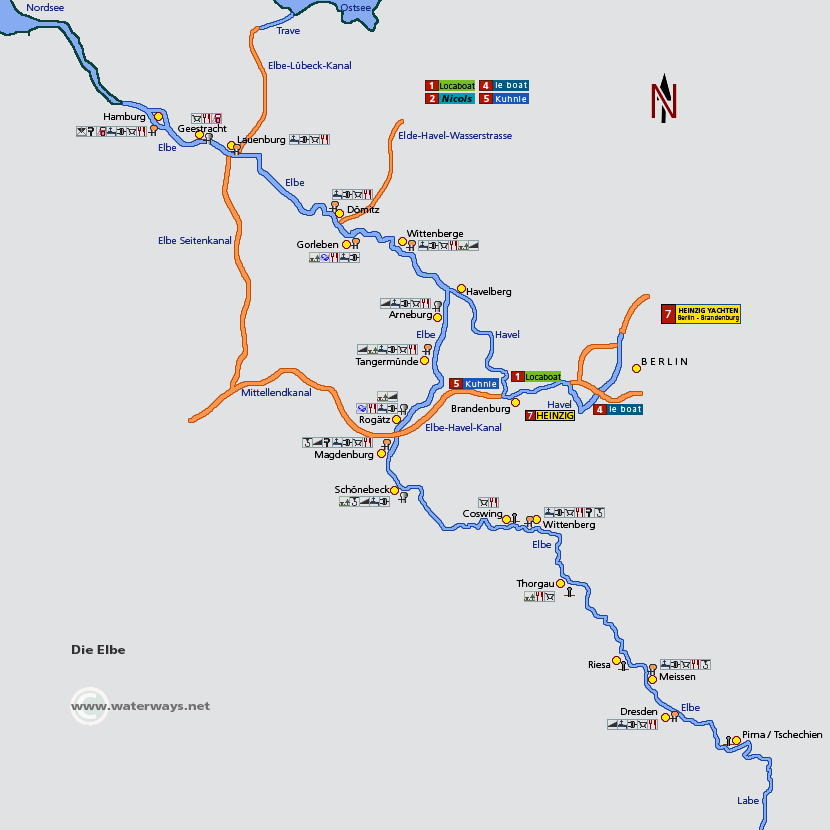 Nordsee
Ostsee
Trave
Elbe-Lübeck-Kanal
1 Locaboat
4 le boat
2 Nicols
5 Kuhnle
N
Hamburg
Geestracht
Elbe
Lauenburg
Elde-Havel-Wasserstrasse
Elbe
Dömitz
Elbe Seitenkanal
Gorleben
Wittenberge
Havelberg
Arneburg
7 HEINZIG YACHTEN
Berlin - Brandenburg
Elbe
Havel
Tangermünde
BERLIN
5 Kuhnle
1 Locaboat
Mittellendkanal
Brandenburg
Havel
4 le boat
7 HEINZIG
Rogätz
Elbe-Havel-Kanal
Magdenburg
Schönebeck
Coswing
Wittenberg
Elbe
Thorgau
Die Elbe
Riesa
Meissen
www.waterways.net
Dresden
Elbe
Pirna / Tschechien
Labe